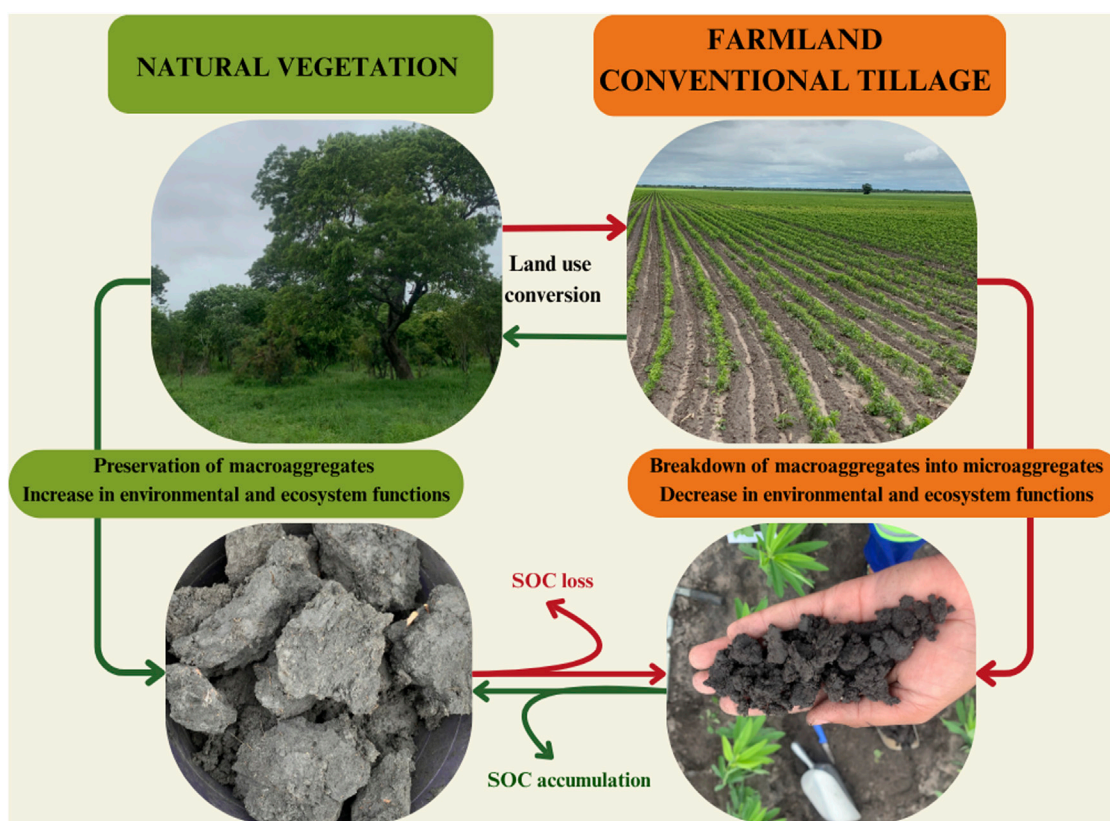 NATURAL VEGETATION
FARMLAND
CONVENTIONAL TILLAGE
Land use
conversion
Preservation of macroaggregates
Increase in environmental and ecosystem functions
Breakdown of macroaggregates into microaggregates
Decrease in environmental and ecosystem functions
SOC loss
SOC accumulation